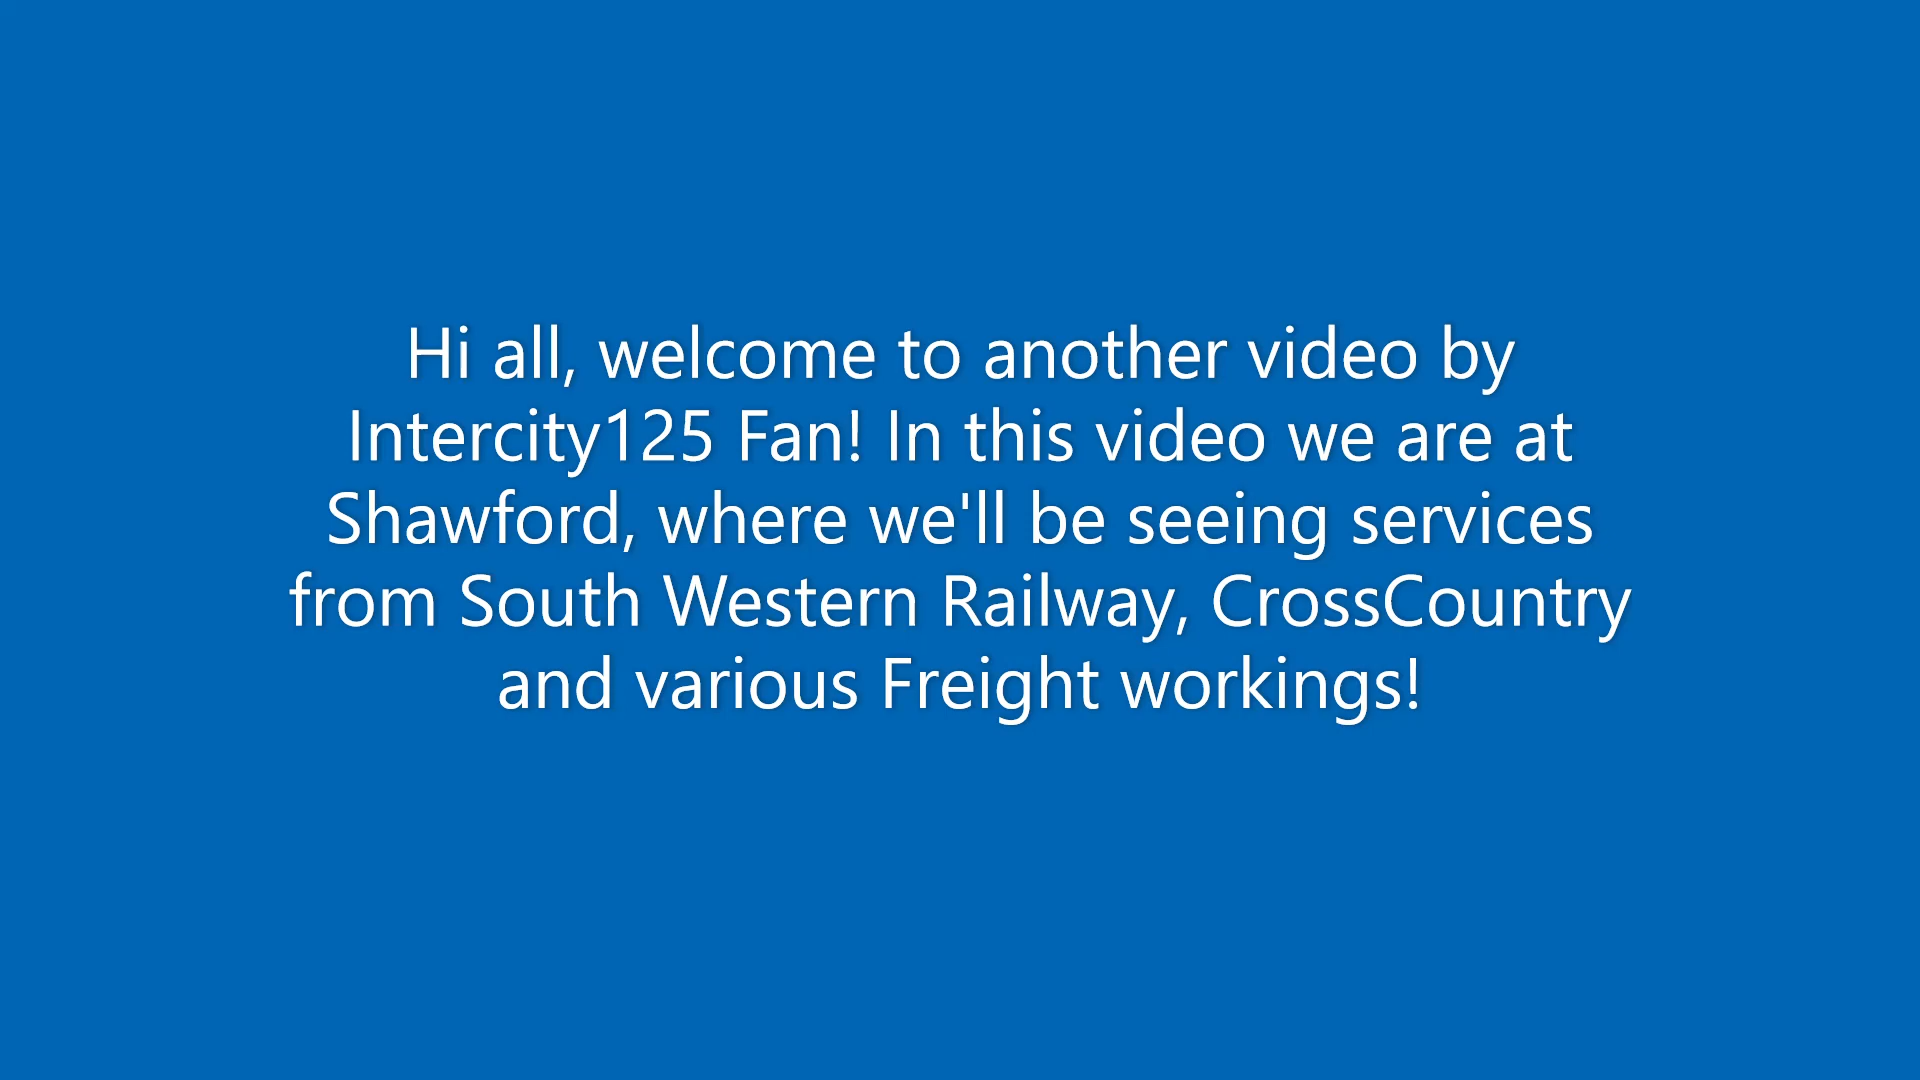 Hi all, welcome to another video by
Intercity125 Fan! In this video we are at
Shawford, where we'll be seeing services
from South Western Railway, CrossCountry
and various Freight workings!